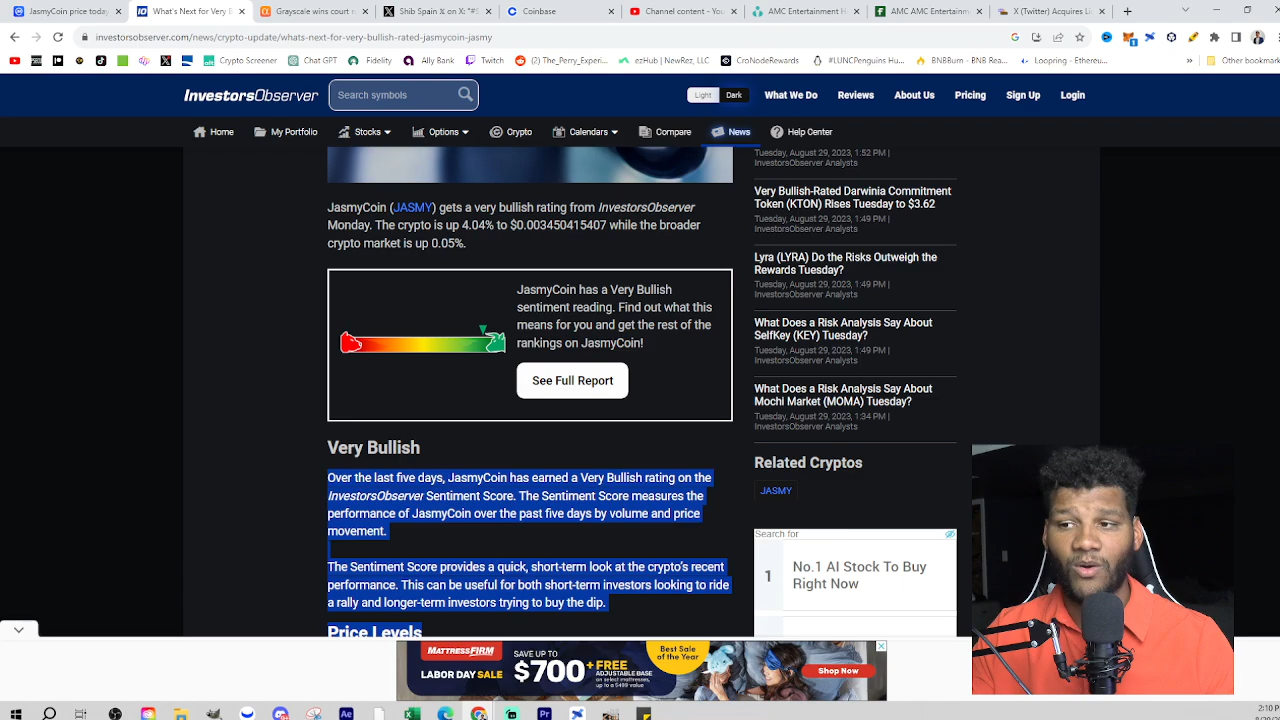 JasmyCoin price today
What's Next for Very B
Grayscale wins court r
Shib Spain 𝕏 on X: "#S
Coinbase
Channel content - You
AMC Entertainment H
AMC AMC Entertainme
X (Twitter) Acquires Li
investorsobserver.com/news/crypto-update/whats-next-for-very-bullish-rated-jasmycoin-jasmy
Crypto Screener
Chat GPT
Fidelity
Ally Bank
Twitch
(2) The_Perry_Experi...
ezHub | NewRez, LLC
CroNodeRewards
#LUNCPenguins Hu...
BNBBurn - BNB Rea...
Loopring - Ethereu...
»
Other bookmark
InvestorsObserver
Search symbols
Light Dark
What We Do
Reviews
About Us
Pricing
Sign Up
Login
Home
My Portfolio
Stocks
Options
Crypto
Calendars
Compare
News
Help Center
JasmyCoin (JASMY) gets a very bullish rating from InvestorsObserver
Monday. The crypto is up 4.04% to $0.003450415407 while the broader
crypto market is up 0.05%.
JasmyCoin has a Very Bullish
sentiment reading. Find out what this
means for you and get the rest of the
rankings on JasmyCoin!
See Full Report
Very Bullish
Over the last five days, JasmyCoin has earned a Very Bullish rating on the
InvestorsObserver Sentiment Score. The Sentiment Score measures the
performance of JasmyCoin over the past five days by volume and price
movement.
The Sentiment Score provides a quick, short-term look at the crypto's recent
performance. This can be useful for both short-term investors looking to ride
a rally and longer-term investors trying to buy the dip.
Price Levels
Tuesday, August 29, 2023, 1:52 PM |
InvestorsObserver Analysts
Very Bullish-Rated Darwinia Commitment
Token (KTON) Rises Tuesday to $3.62
Tuesday, August 29, 2023, 1:49 PM |
InvestorsObserver Analysts
Lyra (LYRA) Do the Risks Outweigh the
Rewards Tuesday?
Tuesday, August 29, 2023, 1:49 PM |
InvestorsObserver Analysts
What Does a Risk Analysis Say About
SelfKey (KEY) Tuesday?
Tuesday, August 29, 2023, 1:49 PM |
InvestorsObserver Analysts
What Does a Risk Analysis Say About
Mochi Market (MOMA) Tuesday?
Tuesday, August 29, 2023, 1:34 PM |
InvestorsObserver Analysts
Related Cryptos
JASMY
Search for
1
No.1 AI Stock To Buy
Right Now
MATTRESSFIRM
LABOR DAY SALE
SAVE UP TO
$700
+FREE
ADJUSTABLE BASE
on select mattresses,
up to a $499 value
Best Sale
of the Year
Shop Now
2:10 P